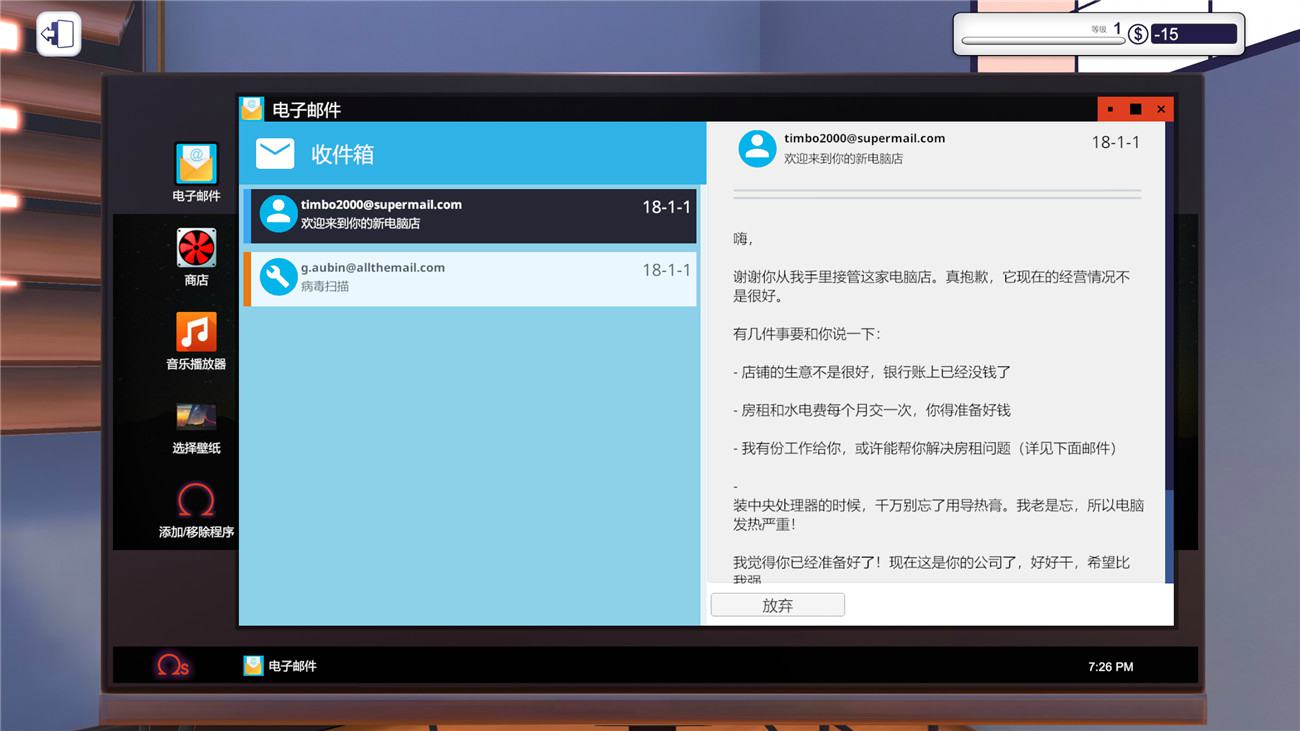 等级 1 $ -15
电子邮件
收件箱
timbo2000@supermail.com 18-1-1
欢迎来到你的新电脑店
g.aubin@allthemail.com 18-1-1
病毒扫描
timbo2000@supermail.com 18-1-1
欢迎来到你的新电脑店
嗨，
谢谢你从我手里接管这家电脑店。真抱歉，它现在的经营情况不
是很好。
有几件事要和你说一下：
- 店铺的生意不是很好，银行账上已经没钱了
- 房租和水电费每个月交一次，你得准备好钱
- 我有份工作给你，或许能帮你解决房租问题（详见下面邮件）
-
装中央处理器的时候，千万别忘了用导热膏。我老是忘，所以电脑
发热严重！
我觉得你已经准备好了！现在这是你的公司了，好好干，希望比
我强
放弃
电子邮件
商店
音乐播放器
选择壁纸
添加/移除程序
Ωs
电子邮件
7:26 PM